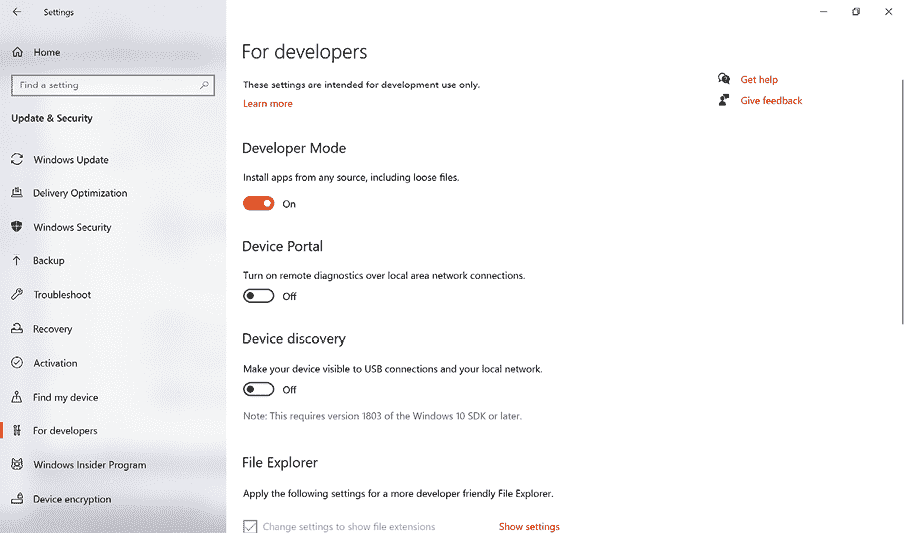 Settings
Home
Find a setting
Update & Security
Windows Update
Delivery Optimization
Windows Security
Backup
Troubleshoot
Recovery
Activation
Find my device
For developers
Windows Insider Program
Device encryption
For developers
These settings are intended for development use only.
Learn more
Developer Mode
Install apps from any source, including loose files.
On
Device Portal
Turn on remote diagnostics over local area network connections.
Off
Device discovery
Make your device visible to USB connections and your local network.
Off
Note: This requires version 1803 of the Windows 10 SDK or later.
File Explorer
Apply the following settings for a more developer friendly File Explorer.
Change settings to show file extensions
Show settings
Get help
Give feedback